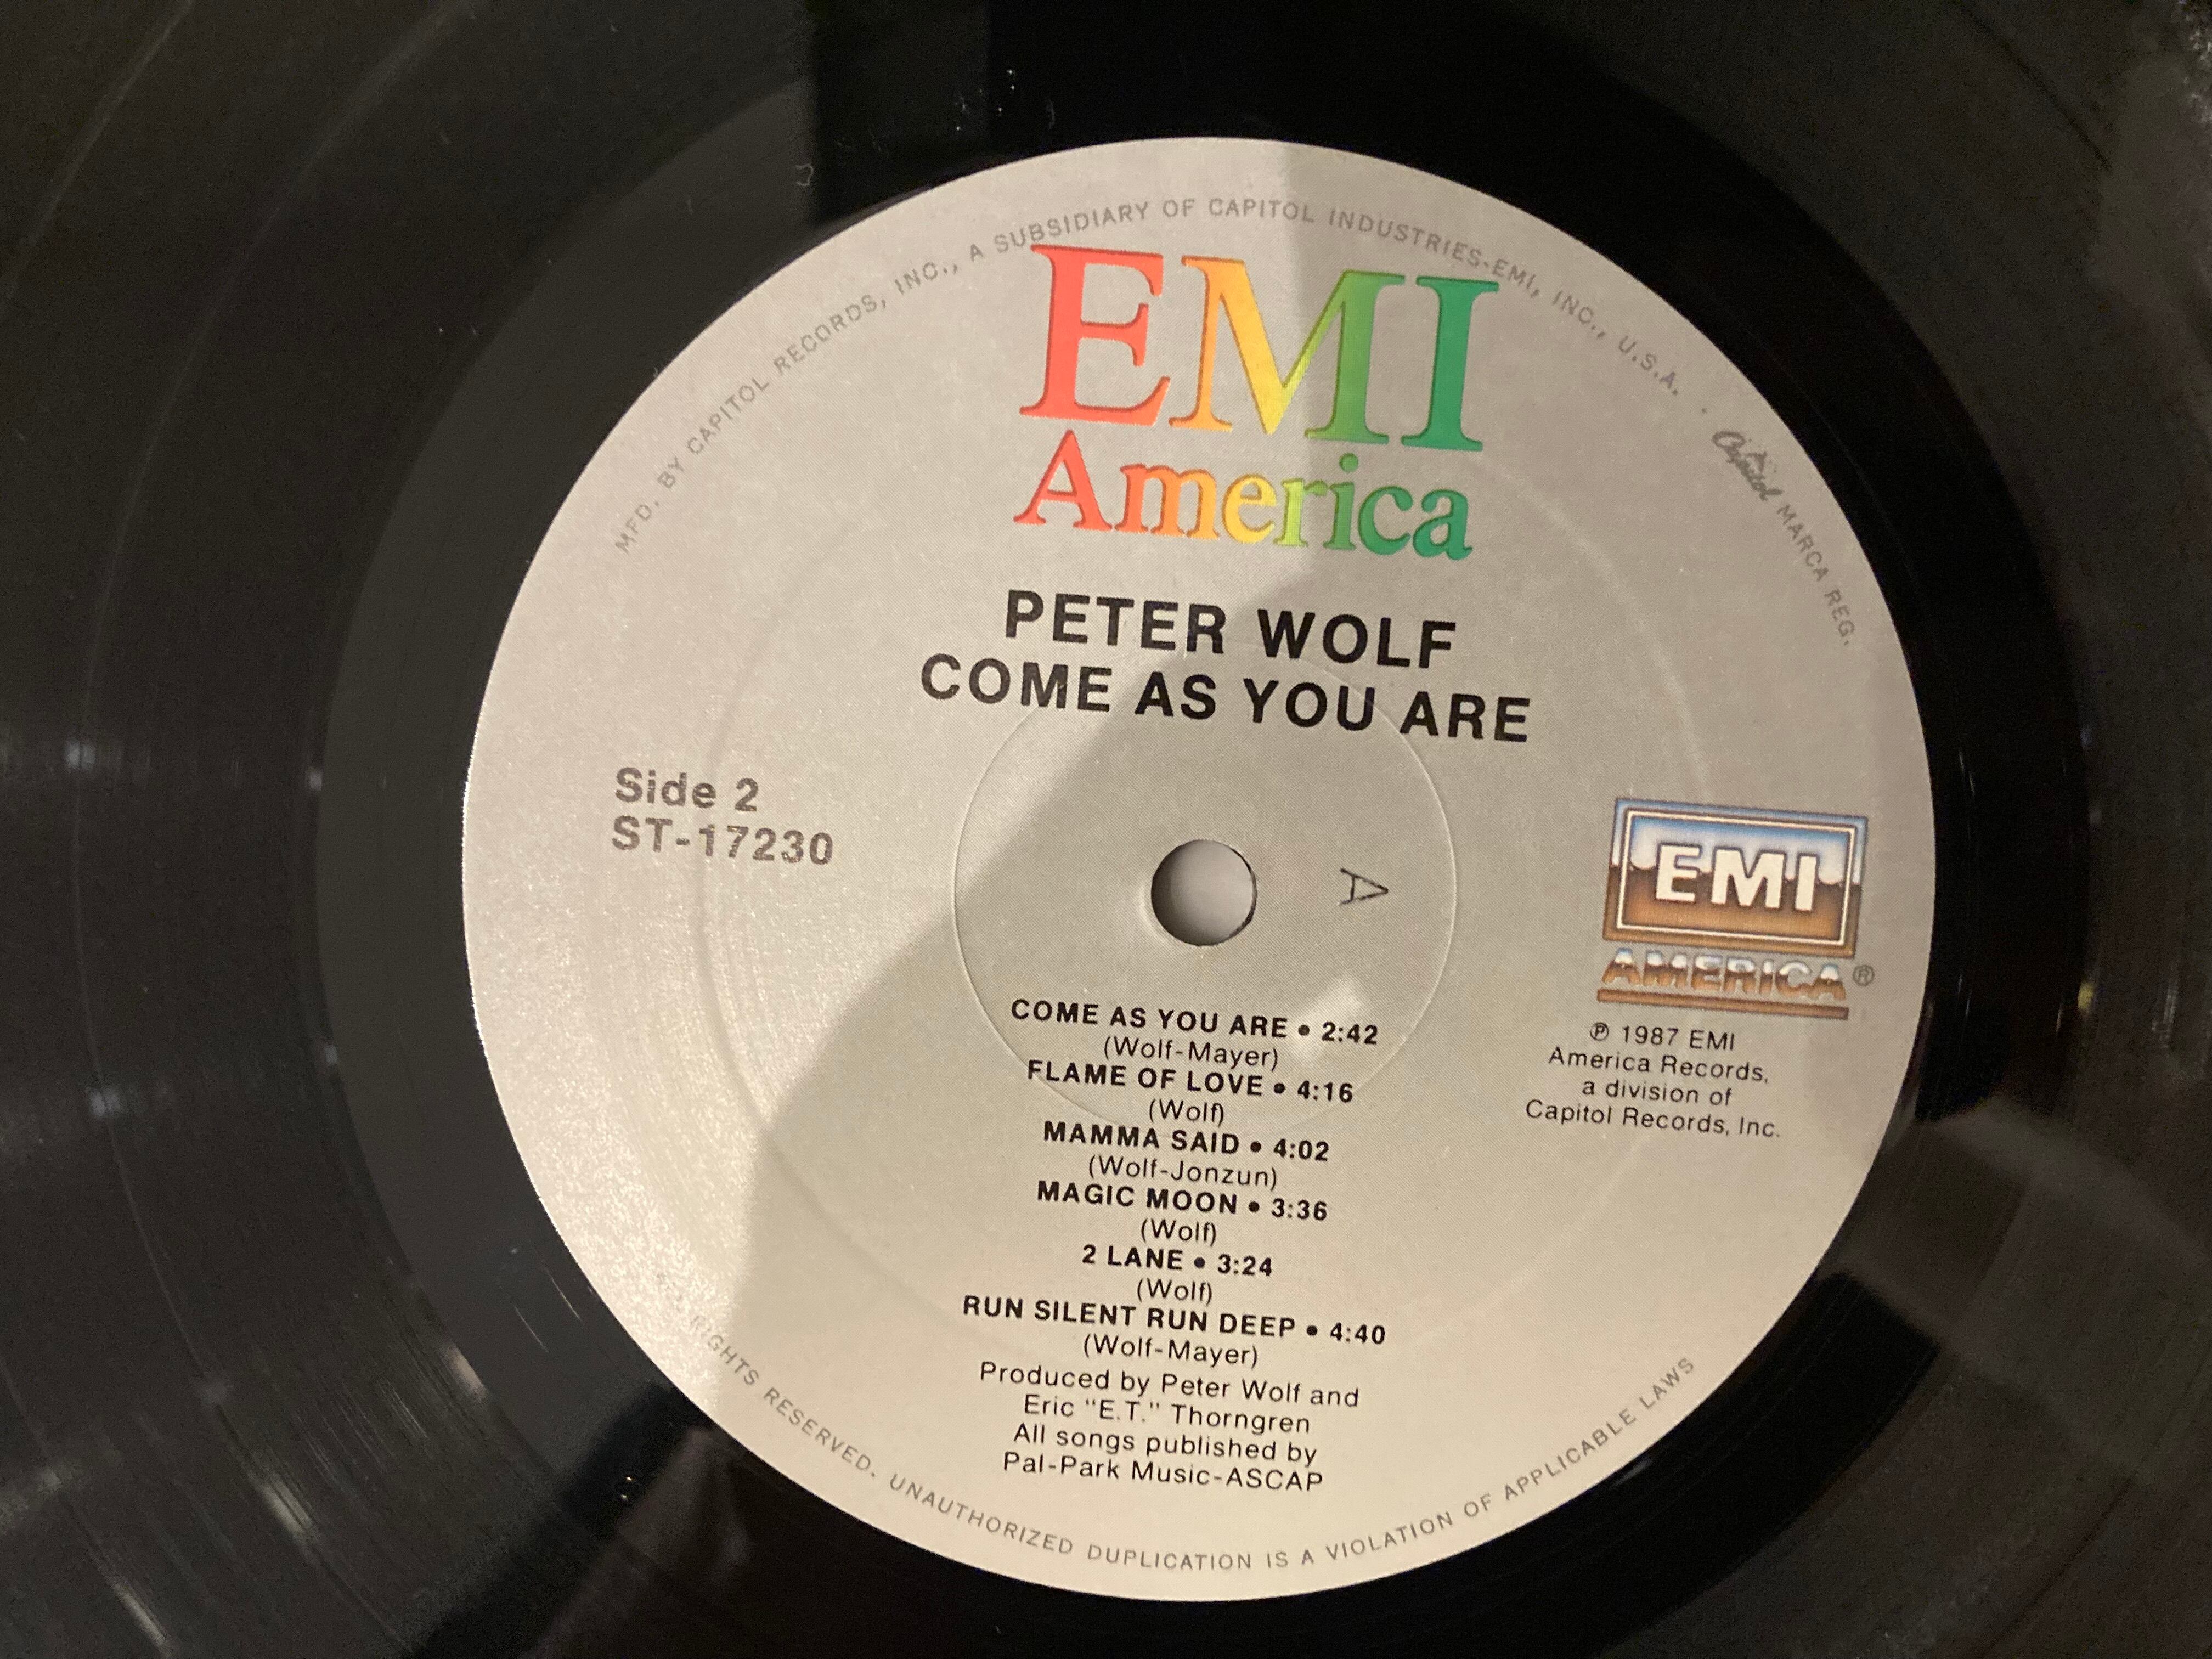 MFD. BY CAPITOL RECORDS, INC., A SUBSIDIARY OF CAPITOL INDUSTRIES-EMI, INC., U.S.A. · Capitol MARCA REG.
EMI
America
PETER WOLF
COME AS YOU ARE
Side 2
ST-17230
A
EMI
AMERICA®
℗ 1987 EMI
America Records,
a division of
Capitol Records, Inc.
COME AS YOU ARE • 2:42
(Wolf-Mayer)
FLAME OF LOVE • 4:16
(Wolf)
MAMMA SAID • 4:02
(Wolf-Jonzun)
MAGIC MOON • 3:36
(Wolf)
2 LANE • 3:24
(Wolf)
RUN SILENT RUN DEEP • 4:40
(Wolf-Mayer)
Produced by Peter Wolf and
Eric "E.T." Thorngren
All songs published by
Pal-Park Music-ASCAP
RIGHTS RESERVED. UNAUTHORIZED DUPLICATION IS A VIOLATION OF APPLICABLE LAWS